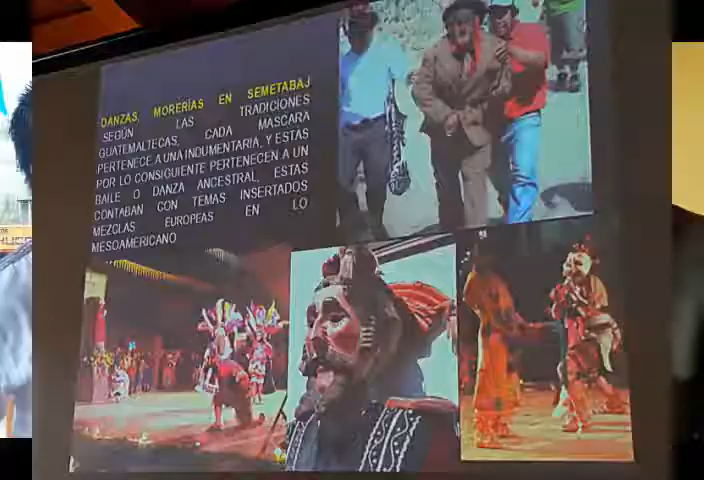 DANZAS, MORERÍAS EN SEMETABAJ
SEGÚN LAS TRADICIONES
GUATEMALTECAS, CADA MASCARA
PERTENECE A UNA INDUMENTARIA, Y ESTAS
POR LO CONSIGUIENTE PERTENECEN A UN
BAILE O DANZA ANCESTRAL, ESTAS
CONTABAN CON TEMAS INSERTADOS
MEZCLAS EUROPEAS EN LO
MESOAMERICANO